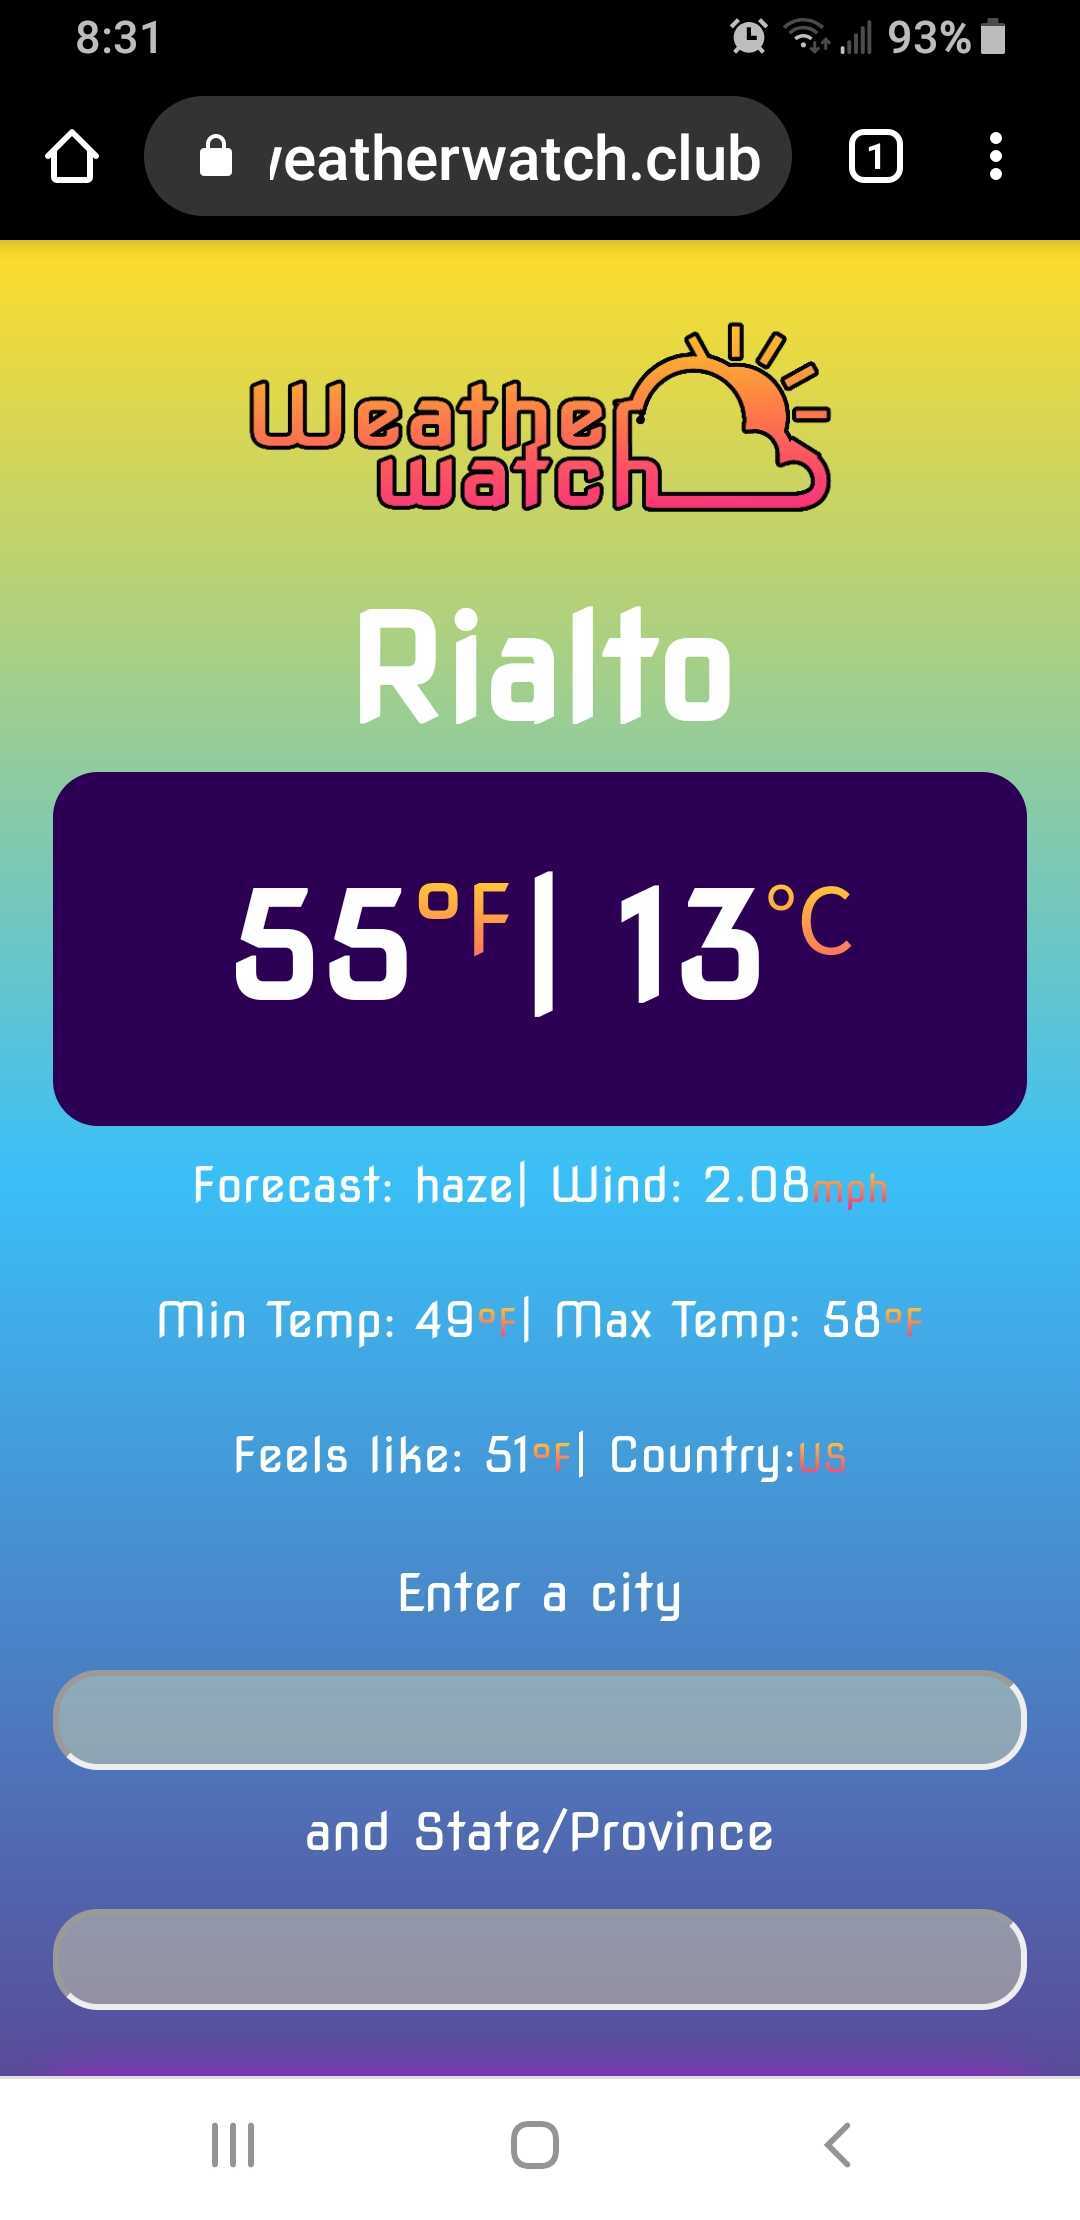 8:31 93%
weatherwatch.club 1
Weather
watch
Rialto
55°F| 13°C
Forecast: haze| Wind: 2.08mph
Min Temp: 49°F| Max Temp: 58°F
Feels like: 51°F| Country:US
Enter a city
and State/Province